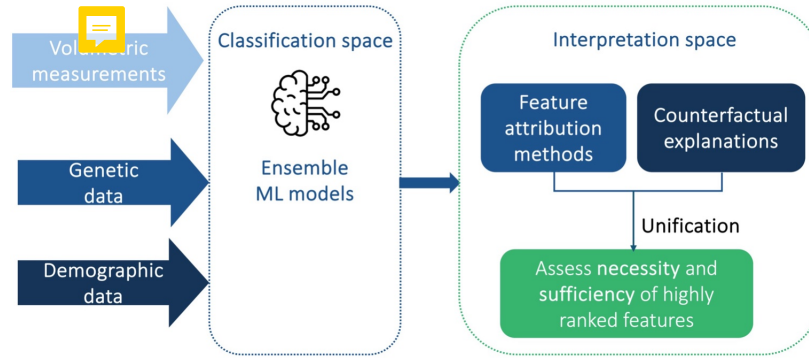 Volumetric
measurements
Genetic
data
Demographic
data
Classification space
Ensemble
ML models
Interpretation space
Feature
attribution
methods
Counterfactual
explanations
Unification
Assess necessity and
sufficiency of highly
ranked features